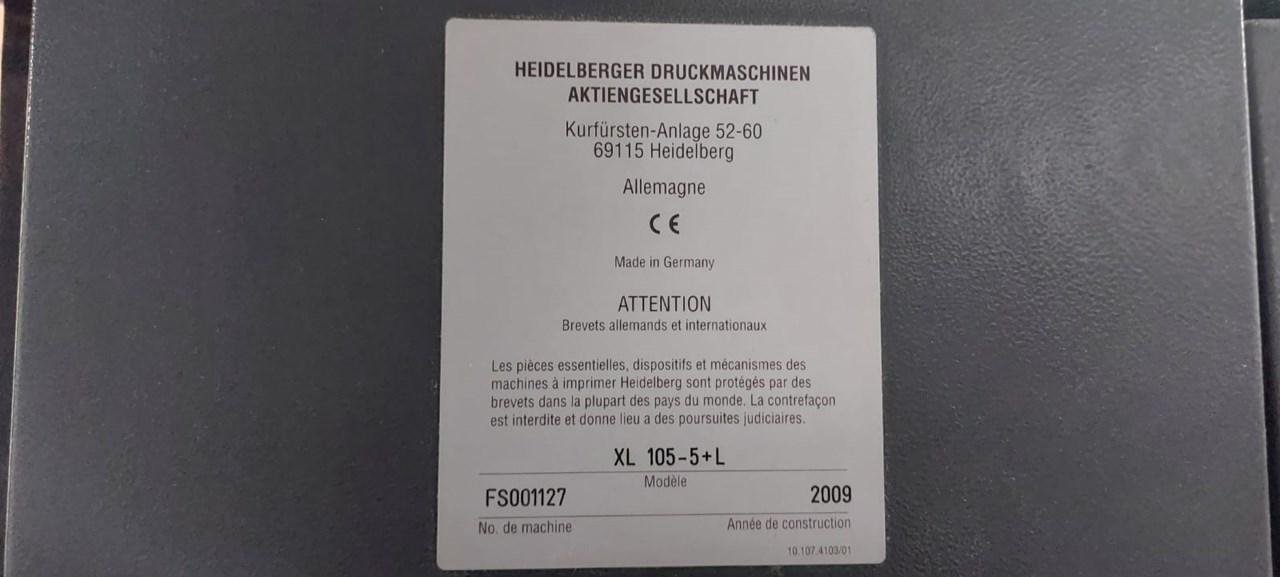 HEIDELBERGER DRUCKMASCHINEN
AKTIENGESELLSCHAFT
Kurfürsten-Anlage 52-60
69115 Heidelberg
Allemagne
CE
Made in Germany
ATTENTION
Brevets allemands et internationaux
Les pièces essentielles, dispositifs et mécanismes des
machines à imprimer Heidelberg sont protégés par des
brevets dans la plupart des pays du monde. La contrefaçon
est interdite et donne lieu a des poursuites judiciaires.
XL 105-5+L
Modèle
FS001127 2009
No. de machine Année de construction
10.107.4103/01